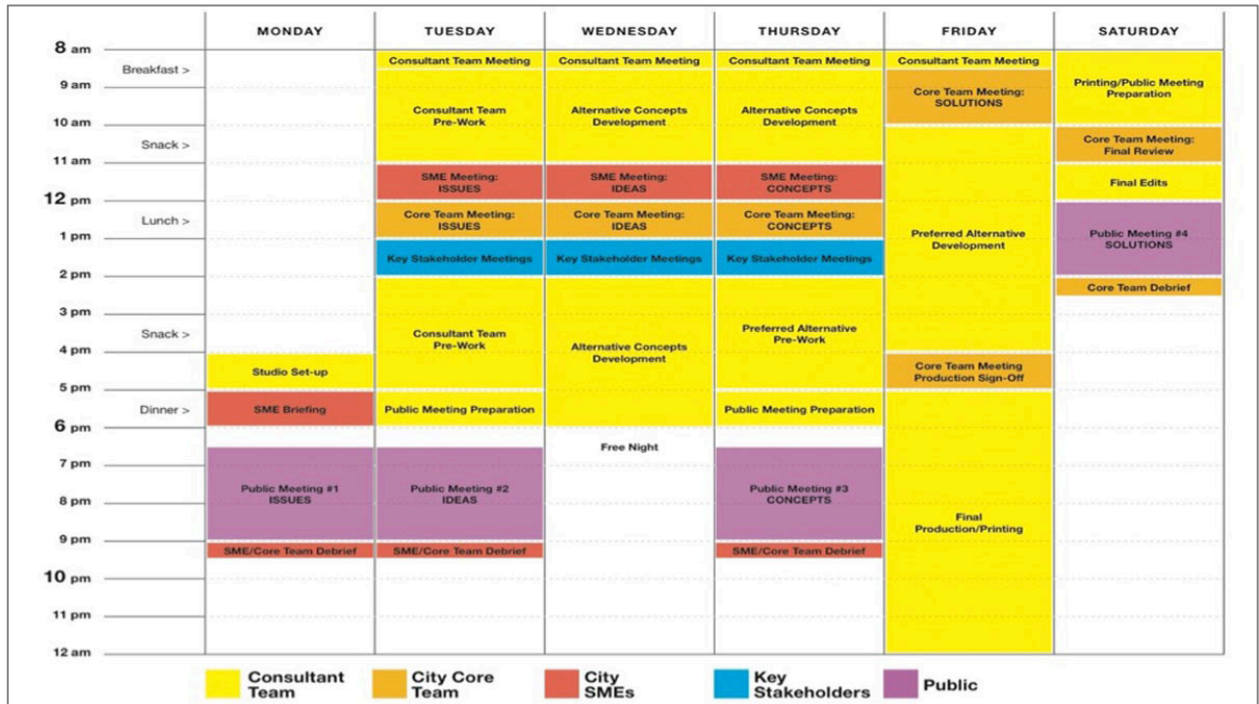 MONDAY TUESDAY WEDNESDAY THURSDAY FRIDAY SATURDAY
8 am
Breakfast >
9 am
10 am
Snack >
11 am
12 pm
Lunch >
1 pm
2 pm
3 pm
Snack >
4 pm
5 pm
Dinner >
6 pm
7 pm
8 pm
9 pm
10 pm
11 pm
12 am
Studio Set-up
SME Briefing
Public Meeting #1
ISSUES
SME/Core Team Debrief
Consultant Team Meeting
Consultant Team
Pre-Work
SME Meeting:
ISSUES
Core Team Meeting:
ISSUES
Key Stakeholder Meetings
Consultant Team
Pre-Work
Public Meeting Preparation
Public Meeting #2
IDEAS
SME/Core Team Debrief
Consultant Team Meeting
Alternative Concepts
Development
SME Meeting:
IDEAS
Core Team Meeting:
IDEAS
Key Stakeholder Meetings
Alternative Concepts
Development
Free Night
Consultant Team Meeting
Alternative Concepts
Development
SME Meeting:
CONCEPTS
Core Team Meeting:
CONCEPTS
Key Stakeholder Meetings
Preferred Alternative
Pre-Work
Public Meeting Preparation
Public Meeting #3
CONCEPTS
SME/Core Team Debrief
Consultant Team Meeting
Core Team Meeting:
SOLUTIONS
Preferred Alternative
Development
Core Team Meeting
Production Sign-Off
Final
Production/Printing
Printing/Public Meeting
Preparation
Core Team Meeting:
Final Review
Final Edits
Public Meeting #4
SOLUTIONS
Core Team Debrief
Consultant
Team
City Core
Team
City
SMEs
Key
Stakeholders
Public